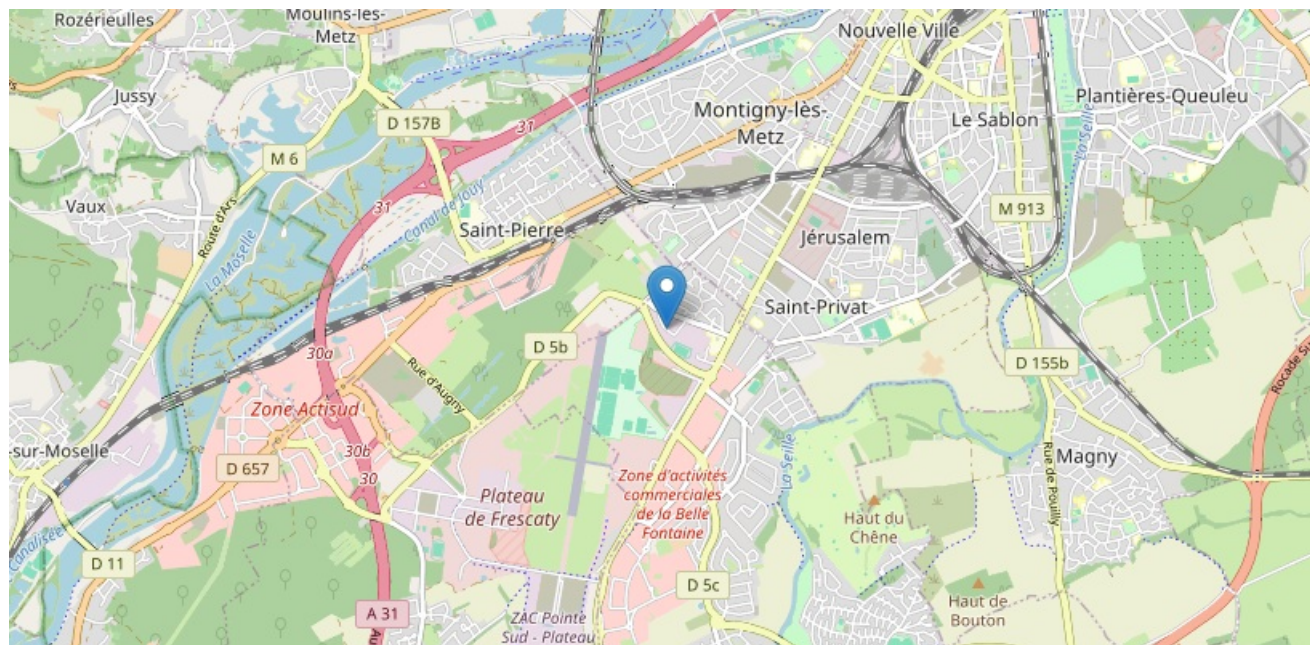 Rozérieulles
Moulins-lès-
Metz
Nouvelle Ville
Jussy
D 157B
31
Montigny-lès-
Metz
Plantières-Queuleu
Le Sablon
La Seille
M 6
Vaux
Route d'Ars
La Moselle
31
Canal de Jouy
Saint-Pierre
M 913
Jérusalem
Saint-Privat
30a
D 5b
Rue d'Augny
D 155b
Zone Actisud
30b
30
-sur-Moselle
D 657
Plateau
de Frescaty
Zone d'activités
commerciales
de la Belle
Fontaine
La Seille
Haut du
Chêne
Rue de Pouilly
Magny
Canalisée
D 11
D 5c
Haut de
Bouton
A 31
ZAC Pointe
Sud - Plateau